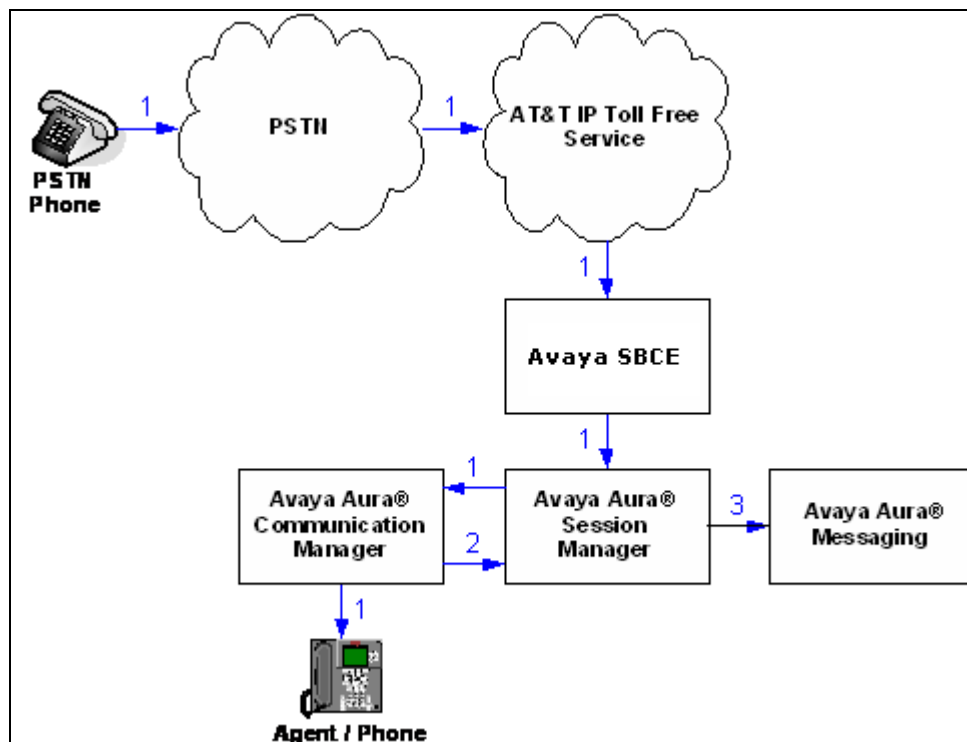 1
PSTN
1
AT&T IP Toll Free
Service
PSTN
Phone
1
Avaya SBCE
1
Avaya Aura®
Communication
Manager
1
2
Avaya Aura®
Session
Manager
3
Avaya Aura®
Messaging
1
Agent / Phone